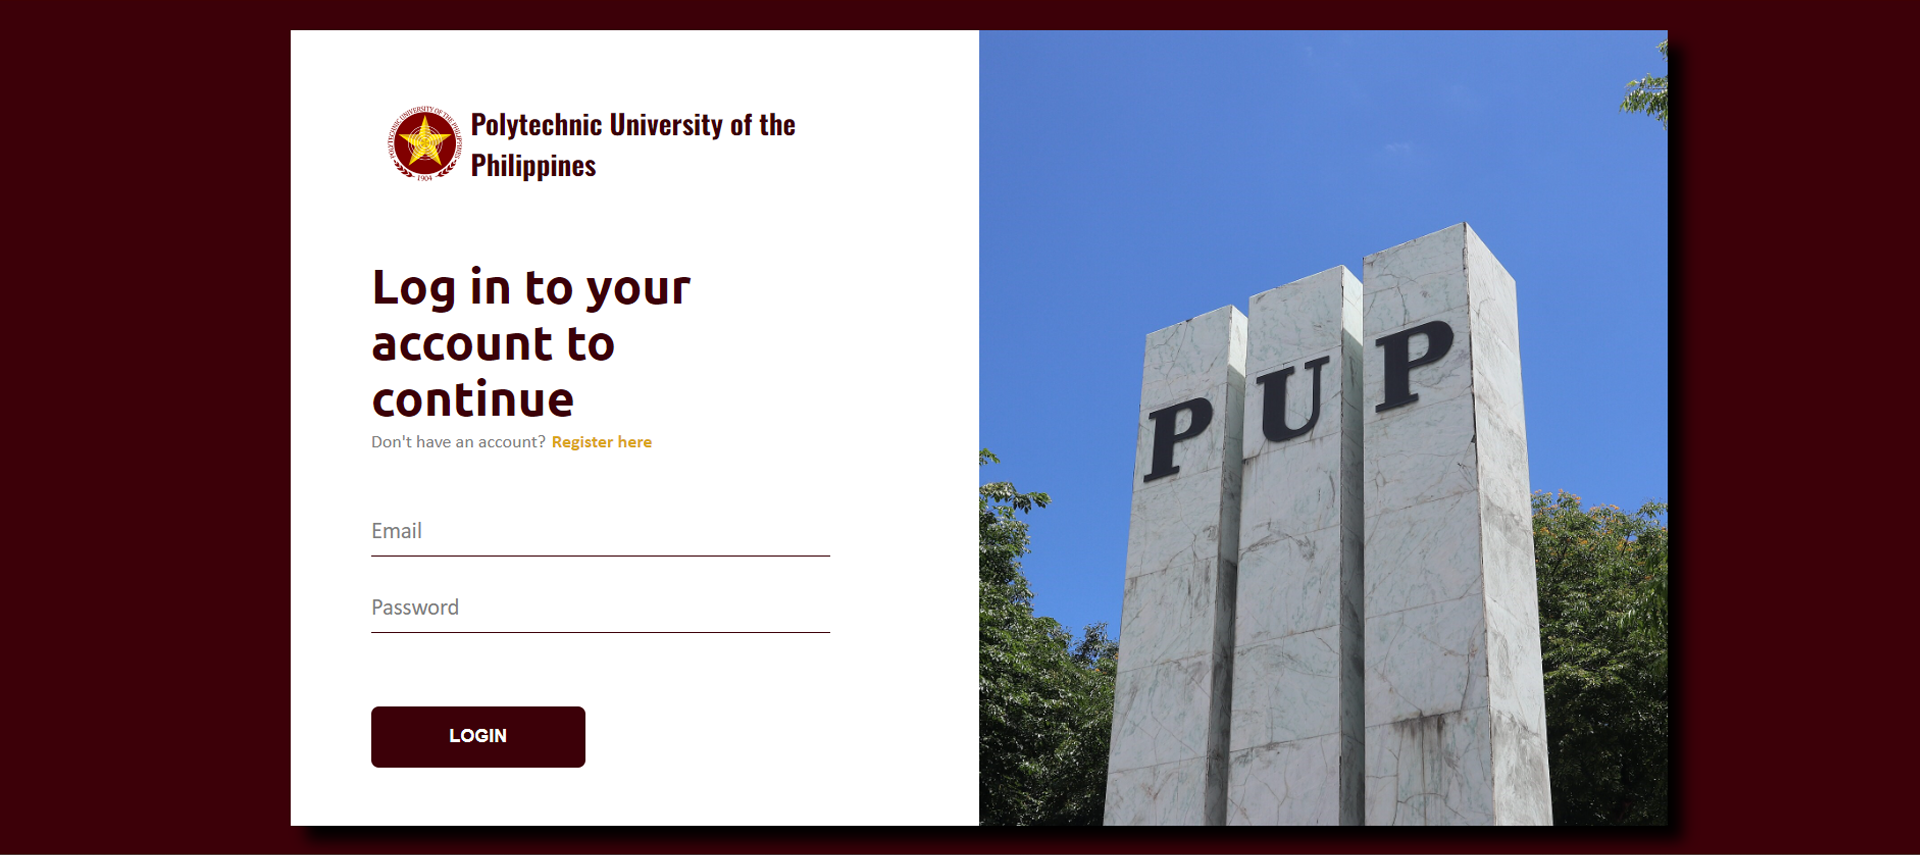 POLYTECHNIC UNIVERSITY OF THE PHILIPPINES
1904
Polytechnic University of the
Philippines
Log in to your
account to
continue
Don't have an account? Register here
Email
Password
LOGIN
P U P